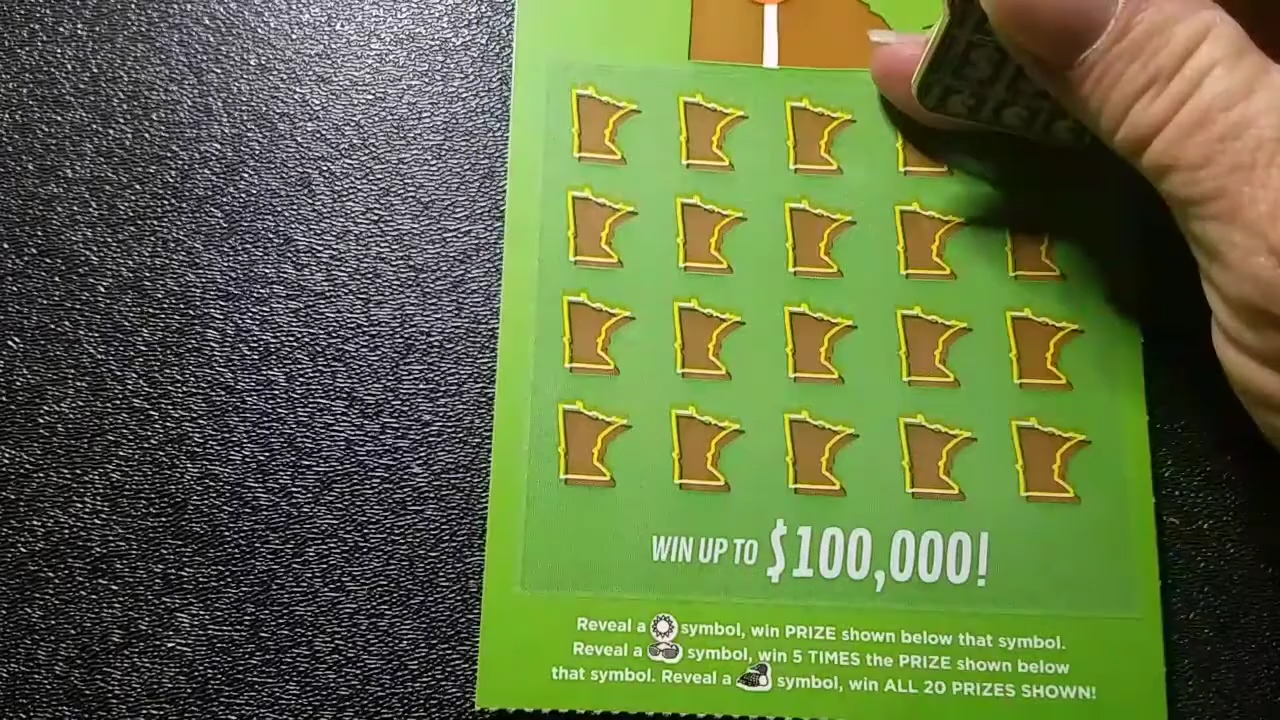 WIN UP TO $100,000!
Reveal a symbol, win PRIZE shown below that symbol.
Reveal a symbol, win 5 TIMES the PRIZE shown below
that symbol. Reveal a symbol, win ALL 20 PRIZES SHOWN!